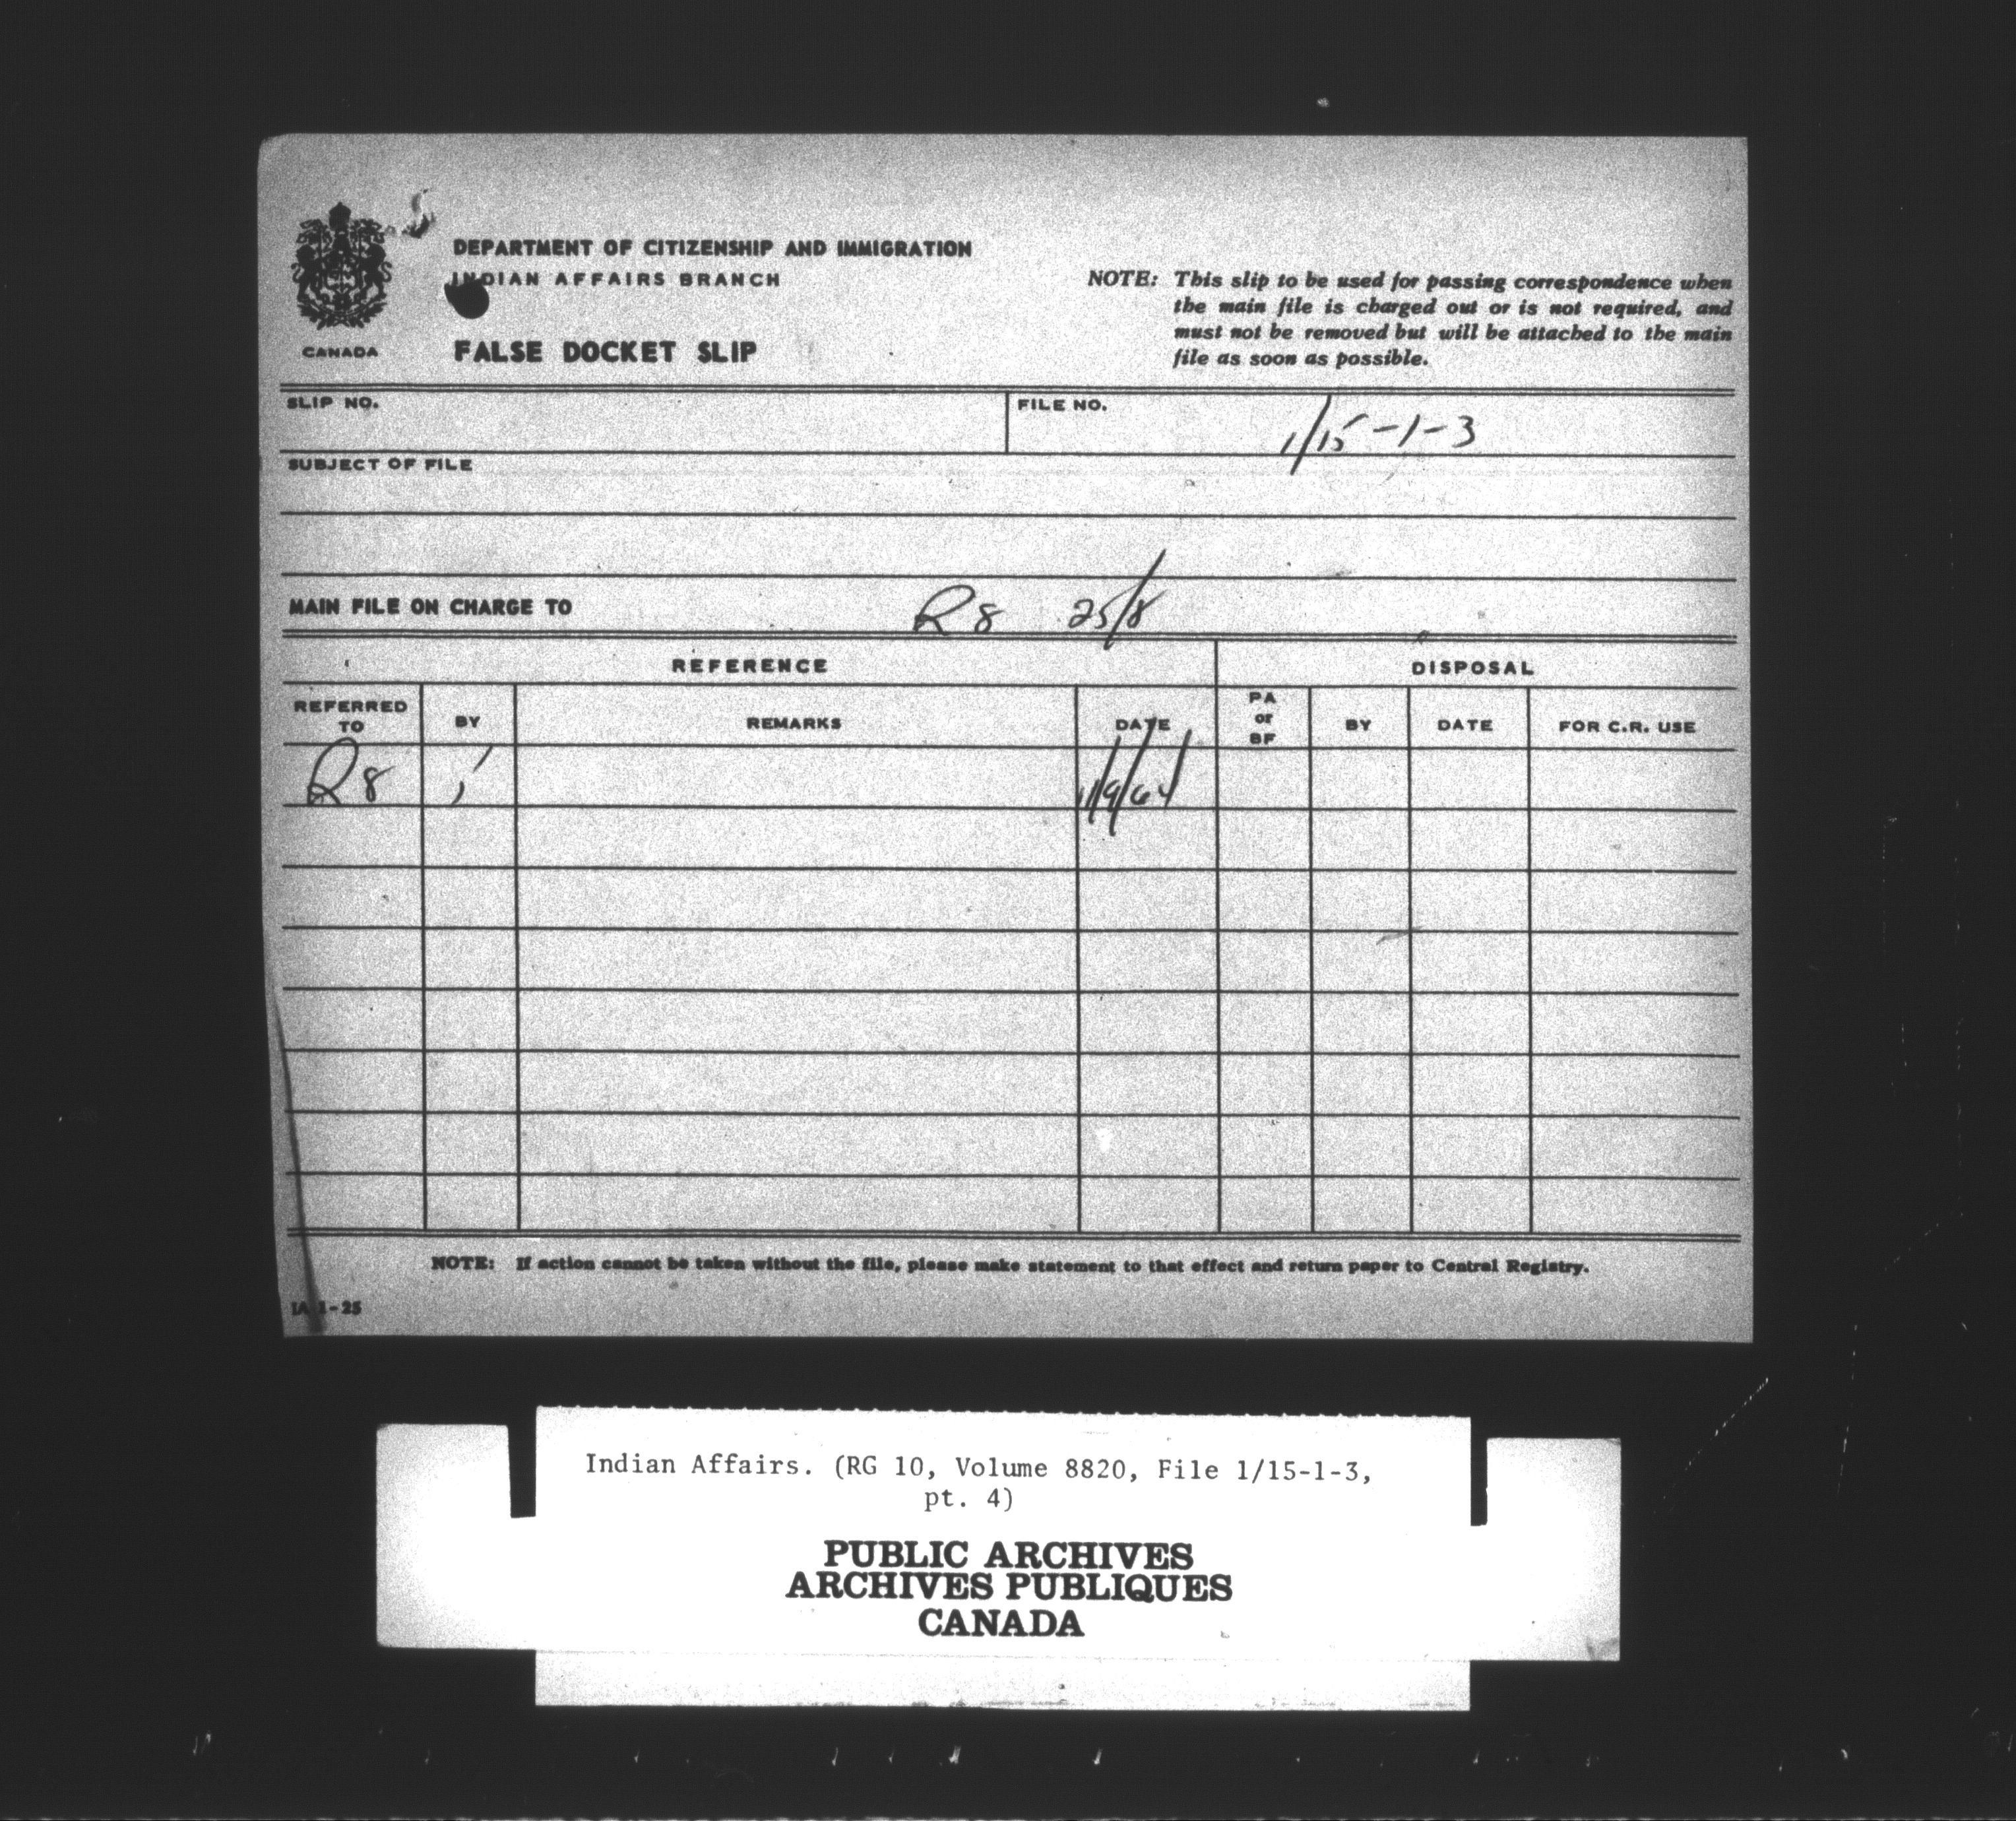 DEPARTMENT OF CITIZENSHIP AND IMMIGRATION
INDIAN AFFAIRS BRANCH
CANADA
FALSE DOCKET SLIP
NOTE: This slip to be used for passing correspondence when
the main file is charged out or is not required, and
must not be removed but will be attached to the main
file as soon as possible.
SLIP NO.
FILE NO. 1/15-1-3
SUBJECT OF FILE
MAIN FILE ON CHARGE TO R8 25/8
REFERENCE DISPOSAL
REFERRED TO BY REMARKS DATE PA or BF BY DATE FOR C.R. USE
R8 11/9/64
NOTE: If action cannot be taken without the file, please make statement to that effect and return paper to Central Registry.
IA 1-25
Indian Affairs. (RG 10, Volume 8820, File 1/15-1-3,
pt. 4)
PUBLIC ARCHIVES
ARCHIVES PUBLIQUES
CANADA